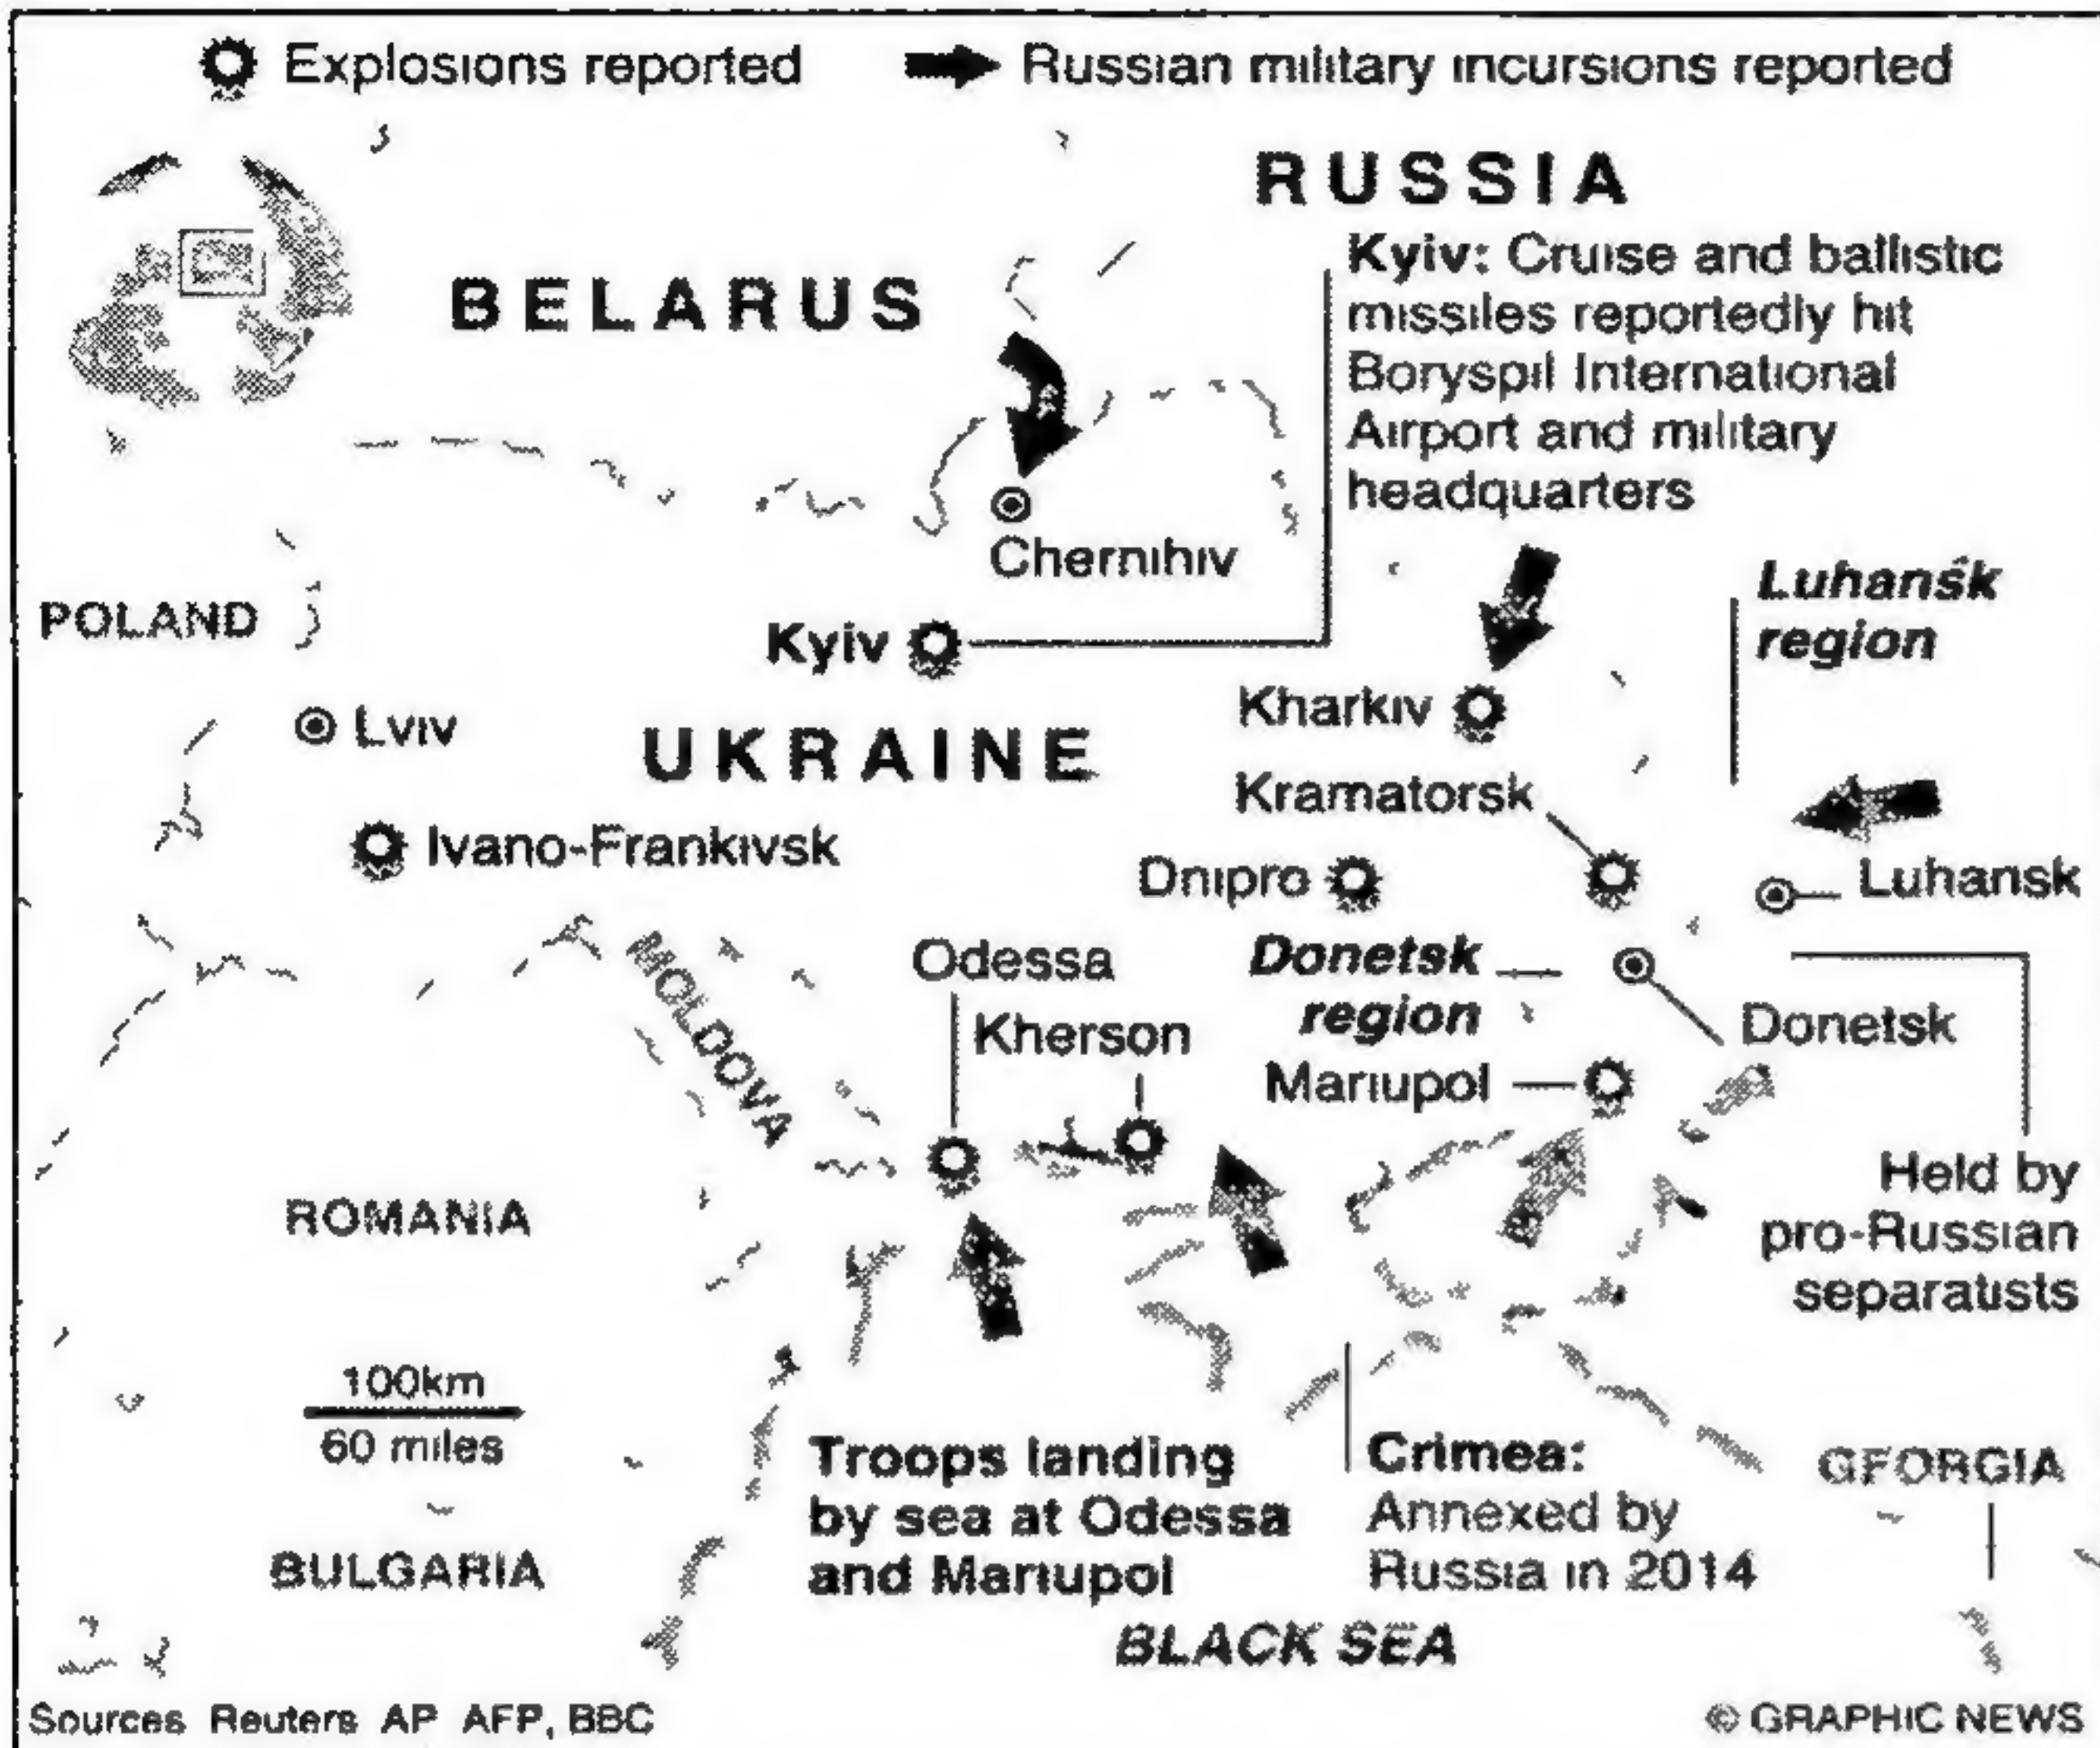 Explosions reported
Russian military incursions reported
RUSSIA
BELARUS
Kyiv: Cruise and ballistic
missiles reportedly hit
Boryspil International
Airport and military
headquarters
Chernihiv
Luhansk
region
POLAND
Kyiv
Kharkiv
Lviv
UKRAINE
Kramatorsk
Ivano-Frankivsk
Dnipro
Luhansk
MOLDOVA
Odessa
Donetsk
region
Kherson
Donetsk
Mariupol
Held by
pro-Russian
separatists
ROMANIA
100km
60 miles
Troops landing
by sea at Odessa
and Mariupol
Crimea:
Annexed by
Russia in 2014
GEORGIA
BULGARIA
BLACK SEA
Sources Reuters AP AFP, BBC
© GRAPHIC NEWS